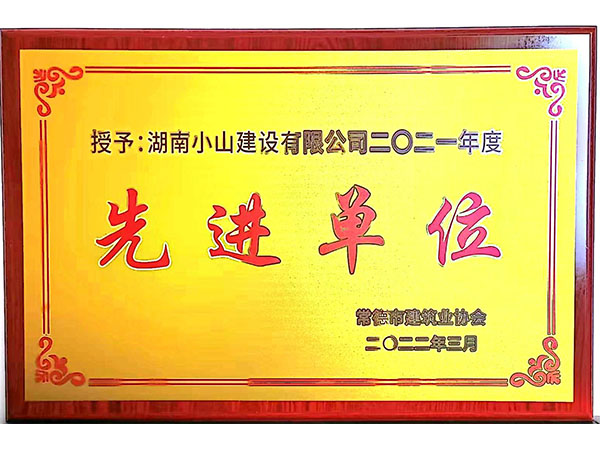 授予：湖南小山建设有限公司二〇二一年度
先进单位
常德市建筑业协会
二〇二二年三月